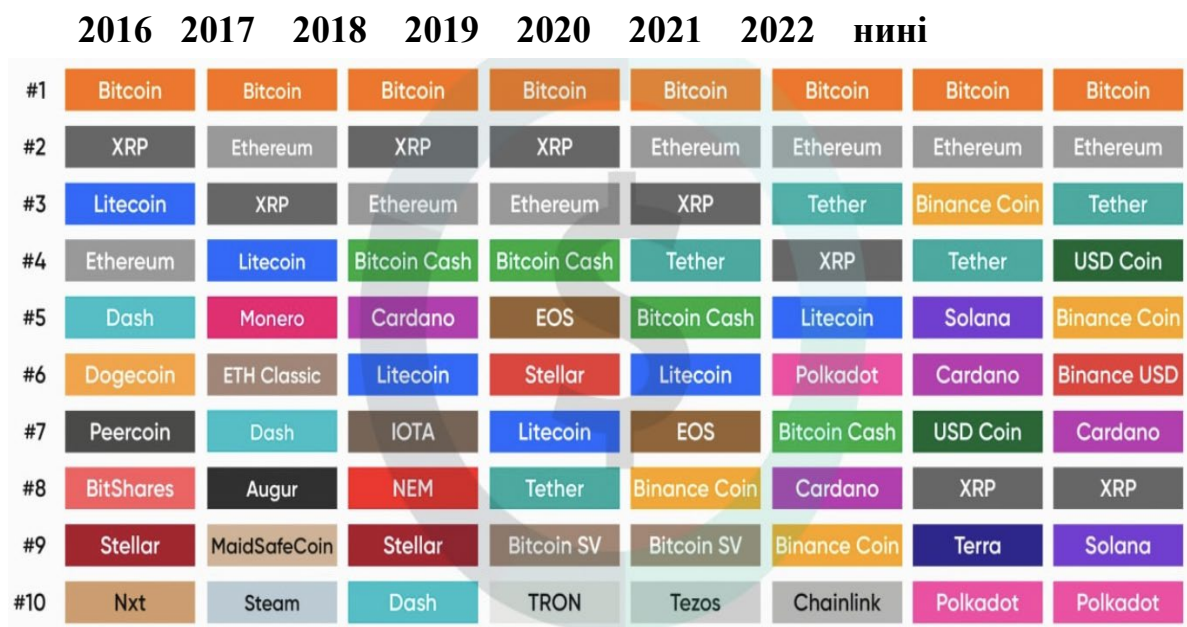 2016 2017 2018 2019 2020 2021 2022 нині
#1 Bitcoin Bitcoin Bitcoin Bitcoin Bitcoin Bitcoin Bitcoin Bitcoin
#2 XRP Ethereum XRP XRP Ethereum Ethereum Ethereum Ethereum
#3 Litecoin XRP Ethereum Ethereum XRP Tether Binance Coin Tether
#4 Ethereum Litecoin Bitcoin Cash Bitcoin Cash Tether XRP Tether USD Coin
#5 Dash Monero Cardano EOS Bitcoin Cash Litecoin Solana Binance Coin
#6 Dogecoin ETH Classic Litecoin Stellar Litecoin Polkadot Cardano Binance USD
#7 Peercoin Dash IOTA Litecoin EOS Bitcoin Cash USD Coin Cardano
#8 BitShares Augur NEM Tether Binance Coin Cardano XRP XRP
#9 Stellar MaidSafeCoin Stellar Bitcoin SV Bitcoin SV Binance Coin Terra Solana
#10 Nxt Steam Dash TRON Tezos Chainlink Polkadot Polkadot